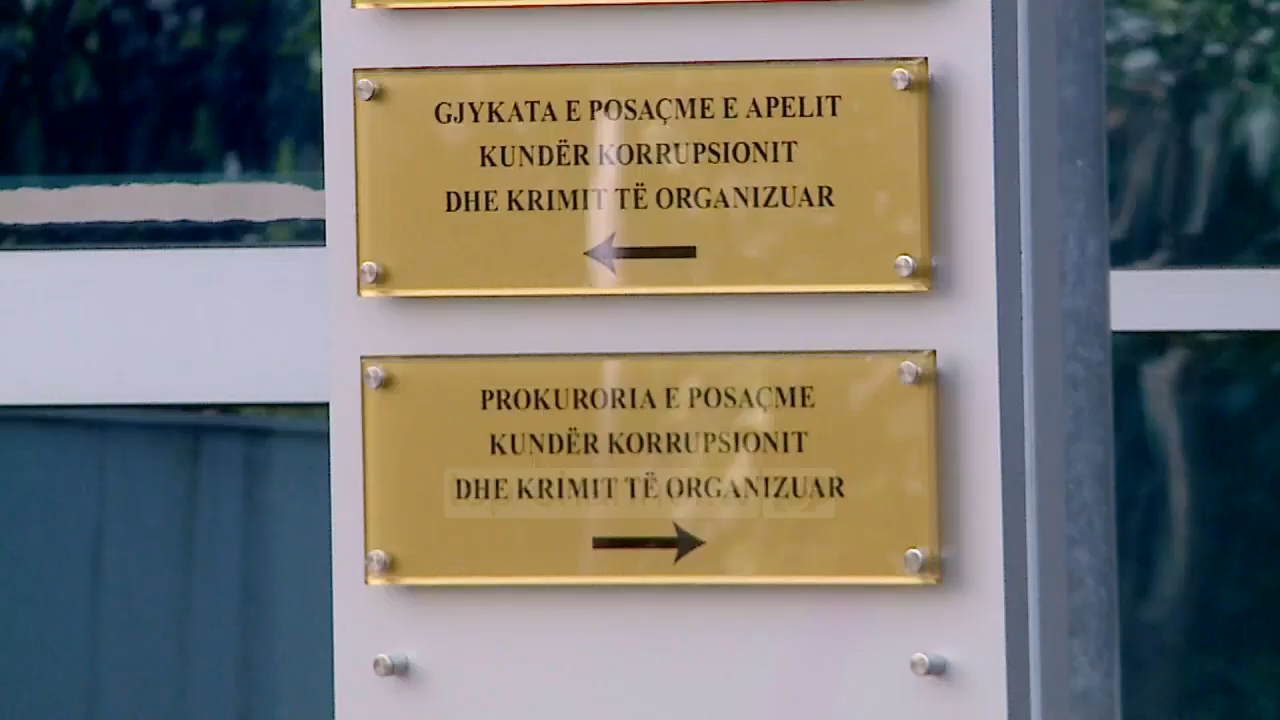 GJYKATA E POSAÇME E APELIT
KUNDËR KORRUPSIONIT
DHE KRIMIT TË ORGANIZUAR
PROKURORIA E POSAÇME
KUNDËR KORRUPSIONIT
DHE KRIMIT TË ORGANIZUAR